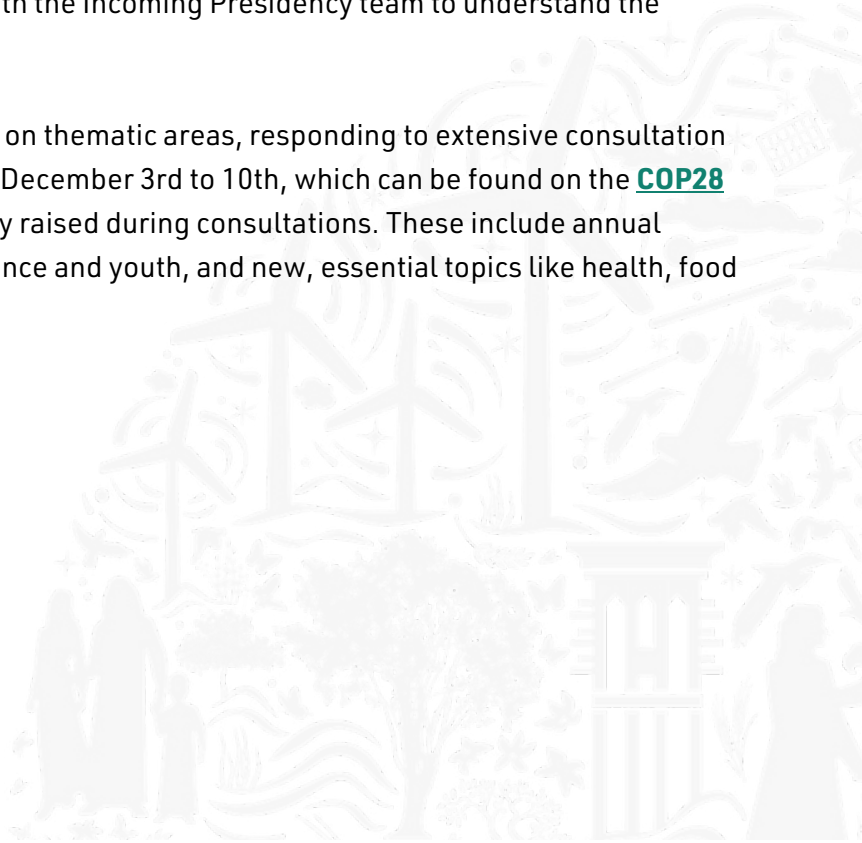 th the Incoming Presidency team to understand the
on thematic areas, responding to extensive consultation
December 3rd to 10th, which can be found on the COP28
y raised during consultations. These include annual
nce and youth, and new, essential topics like health, food